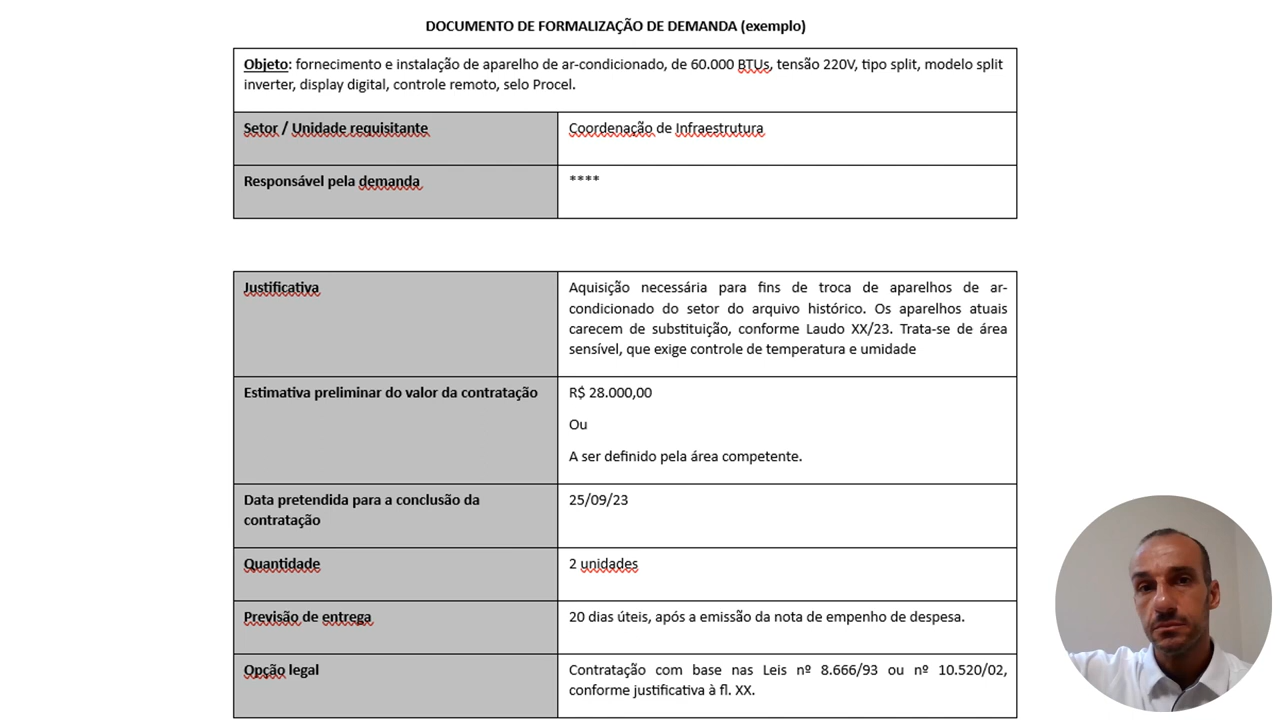 DOCUMENTO DE FORMALIZAÇÃO DE DEMANDA (exemplo)
Objeto: fornecimento e instalação de aparelho de ar-condicionado, de 60.000 BTUs, tensão 220V, tipo split, modelo split
inverter, display digital, controle remoto, selo Procel.
Setor / Unidade requisitante
Coordenação de Infraestrutura
Responsável pela demanda
****
Justificativa
Aquisição necessária para fins de troca de aparelhos de ar-
condicionado do setor do arquivo histórico. Os aparelhos atuais
carecem de substituição, conforme Laudo XX/23. Trata-se de área
sensível, que exige controle de temperatura e umidade
Estimativa preliminar do valor da contratação
R$ 28.000,00
Ou
A ser definido pela área competente.
Data pretendida para a conclusão da
contratação
25/09/23
Quantidade
2 unidades
Previsão de entrega
20 dias úteis, após a emissão da nota de empenho de despesa.
Opção legal
Contratação com base nas Leis nº 8.666/93 ou nº 10.520/02,
conforme justificativa à fl. XX.